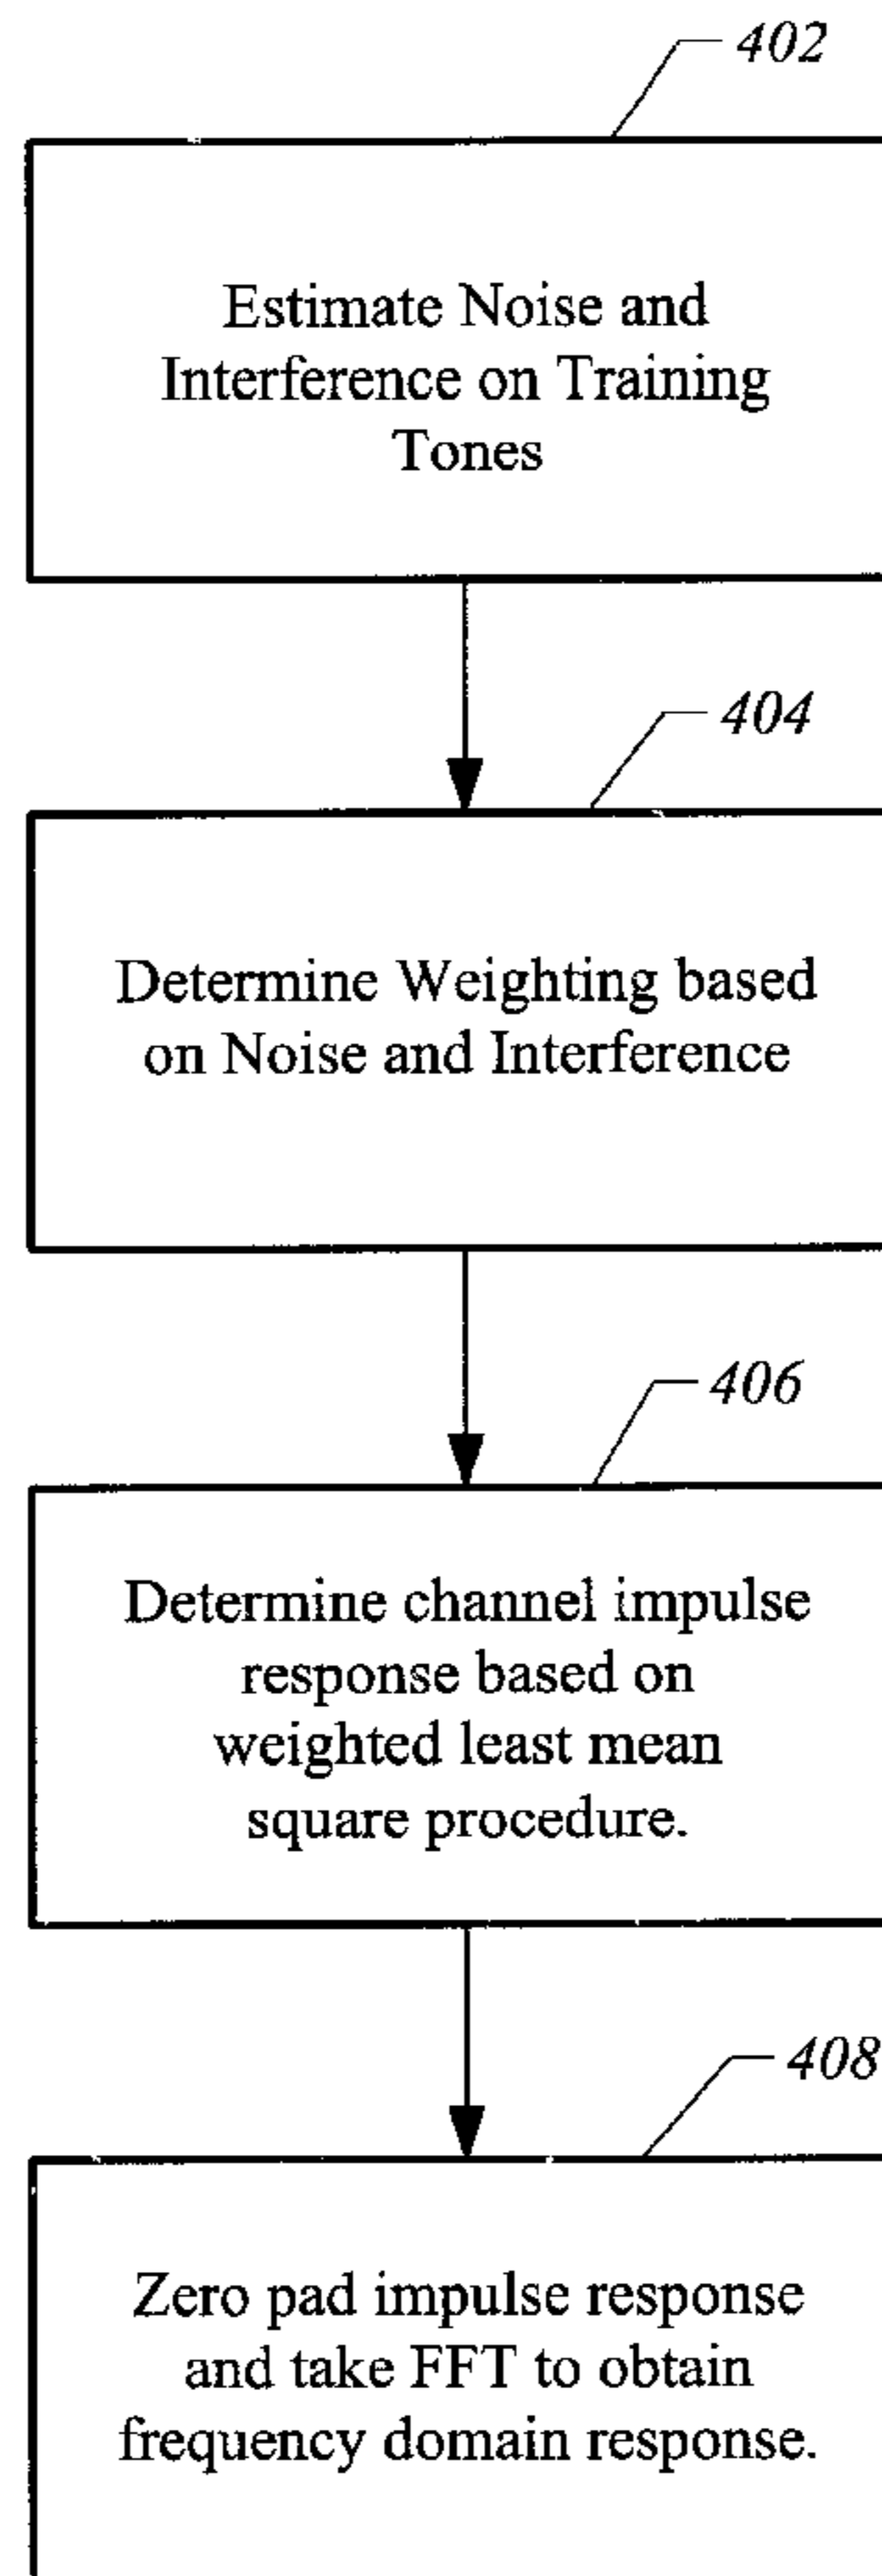 402
Estimate Noise and
Interference on Training
Tones
404
Determine Weighting based
on Noise and Interference
406
Determine channel impulse
response based on
weighted least mean
square procedure.
408
Zero pad impulse response
and take FFT to obtain
frequency domain response.